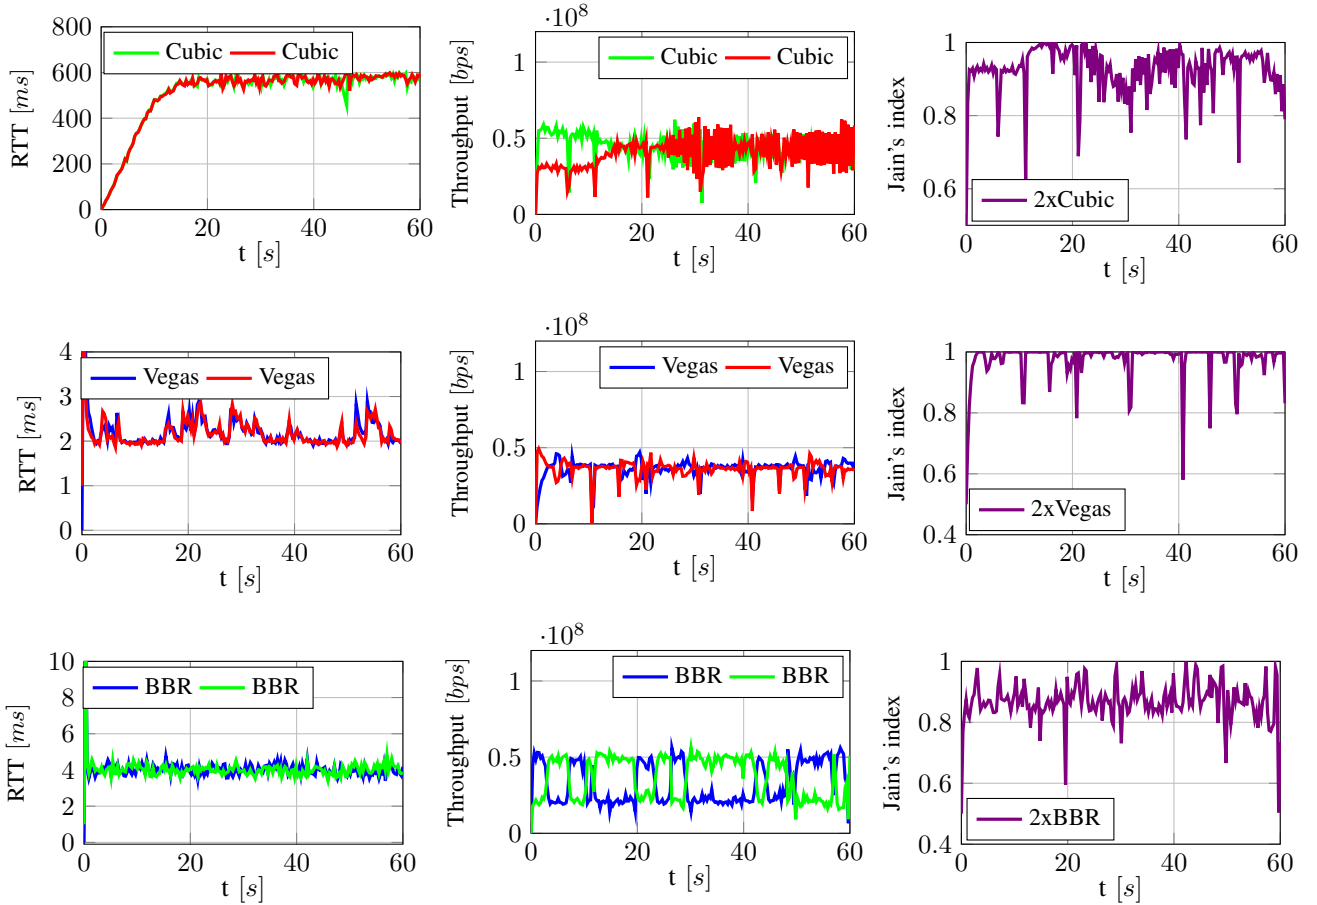 800
600
400
200
0
RTT [ms]
Cubic Cubic
0 20 40 60
t [s]
·10^8
1
0.5
0
Throughput [bps]
Cubic Cubic
0 20 40 60
t [s]
1
0.8
0.6
Jain's index
2xCubic
0 20 40 60
t [s]
4
3
2
1
0
RTT [ms]
Vegas Vegas
0 20 40 60
t [s]
·10^8
1
0.5
0
Throughput [bps]
Vegas Vegas
0 20 40 60
t [s]
1
0.8
0.6
0.4
Jain's index
2xVegas
0 20 40 60
t [s]
10
8
6
4
2
0
RTT [ms]
BBR BBR
0 20 40 60
t [s]
·10^8
1
0.5
0
Throughput [bps]
BBR BBR
0 20 40 60
t [s]
1
0.8
0.6
0.4
Jain's index
2xBBR
0 20 40 60
t [s]